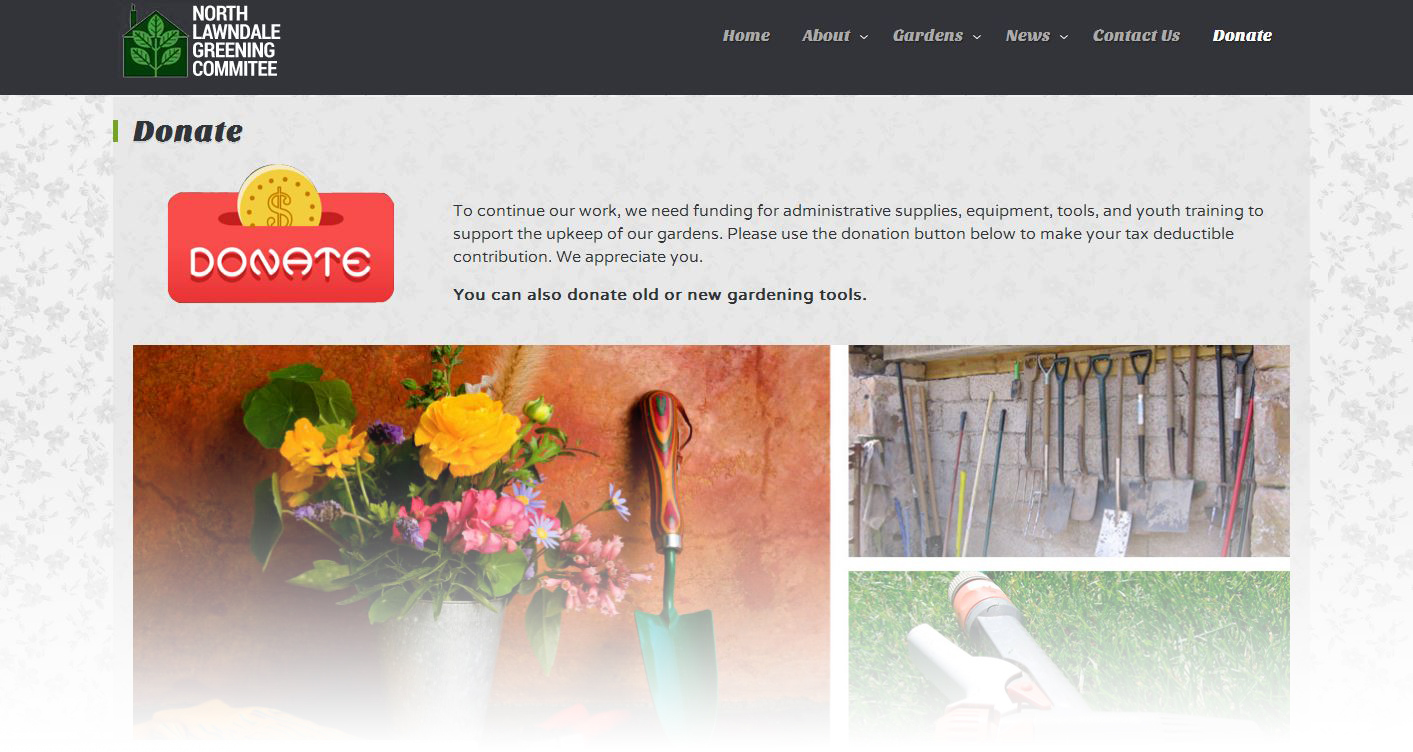 NORTH
LAWNDALE
GREENING
COMMITEE
Home About Gardens News Contact Us Donate
Donate
$
DONATE
To continue our work, we need funding for administrative supplies, equipment, tools, and youth training to
support the upkeep of our gardens. Please use the donation button below to make your tax deductible
contribution. We appreciate you.
You can also donate old or new gardening tools.